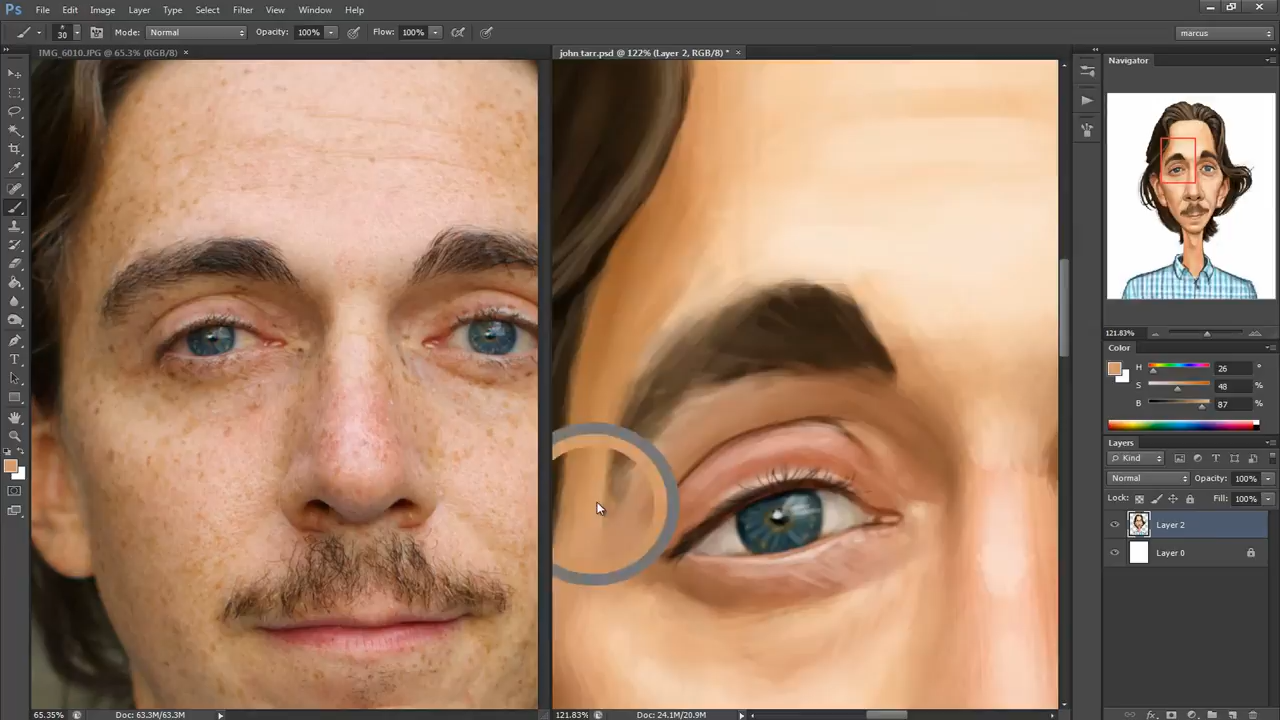 Ps File Edit Image Layer Type Select Filter View Window Help
30 Mode: Normal Opacity: 100% Flow: 100% marcus
IMG_6010.JPG @ 65.3% (RGB/8) × john tarr.psd @ 122% (Layer 2, RGB/8) * ×
Navigator
121.83%
Color
H 26 °
S 48 %
B 87 %
Layers
Kind
Normal Opacity: 100%
Lock: Fill: 100%
Layer 2
Layer 0
65.35% Doc: 63.3M/63.3M 121.83% Doc: 24.1M/20.9M